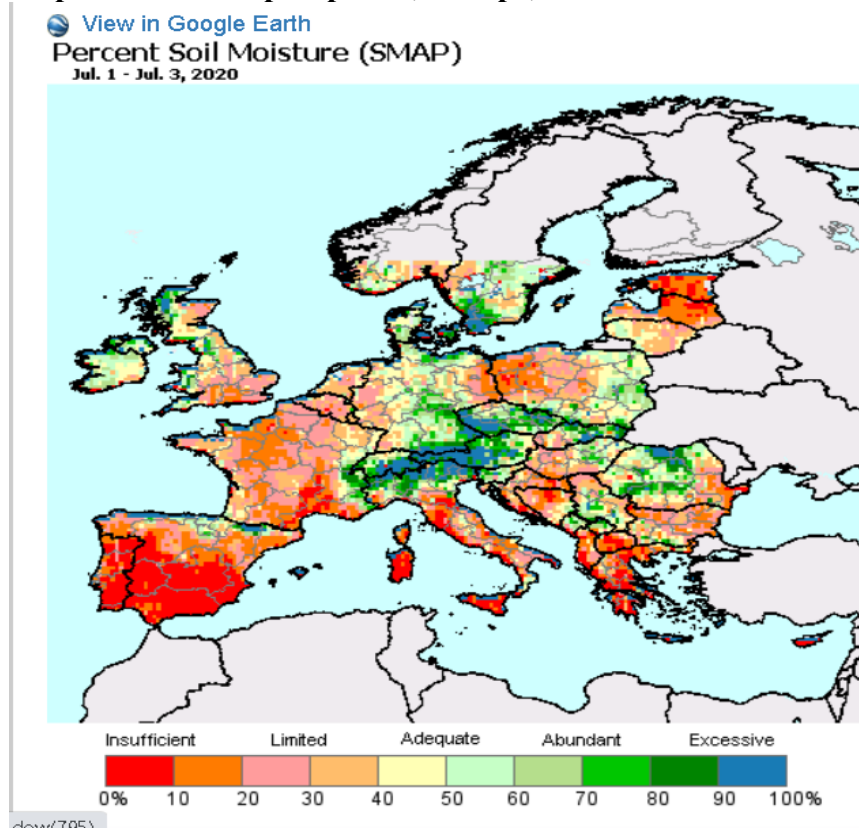 View in Google Earth
Percent Soil Moisture (SMAP)
Jul. 1 - Jul. 3, 2020
Insufficient Limited Adequate Abundant Excessive
0% 10 20 30 40 50 60 70 80 90 100%